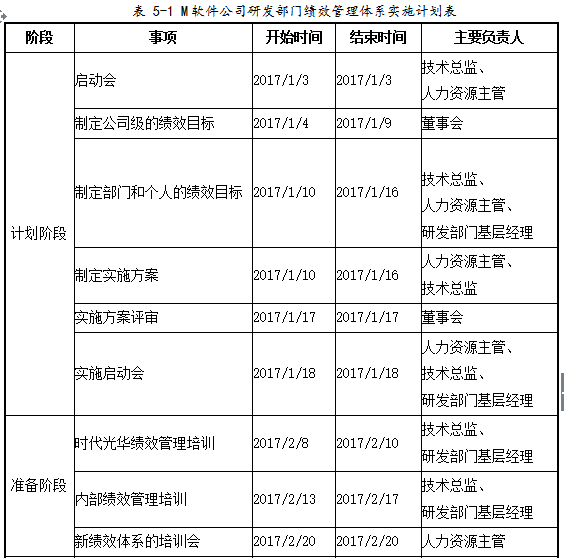 表 5-1 M软件公司研发部门绩效管理体系实施计划表
阶段 事项 开始时间 结束时间 主要负责人
计划阶段
启动会 2017/1/3 2017/1/3 技术总监、
人力资源主管
制定公司级的绩效目标 2017/1/4 2017/1/9 董事会
制定部门和个人的绩效目标 2017/1/10 2017/1/16 技术总监、
人力资源主管、
研发部门基层经理
制定实施方案 2017/1/10 2017/1/16 人力资源主管、
技术总监
实施方案评审 2017/1/17 2017/1/17 董事会
实施启动会 2017/1/18 2017/1/18 人力资源主管、
技术总监、
研发部门基层经理
准备阶段
时代光华绩效管理培训 2017/2/8 2017/2/10 技术总监、
研发部门基层经理
内部绩效管理培训 2017/2/13 2017/2/17 技术总监、
研发部门基层经理
新绩效体系的培训会 2017/2/20 2017/2/20 人力资源主管